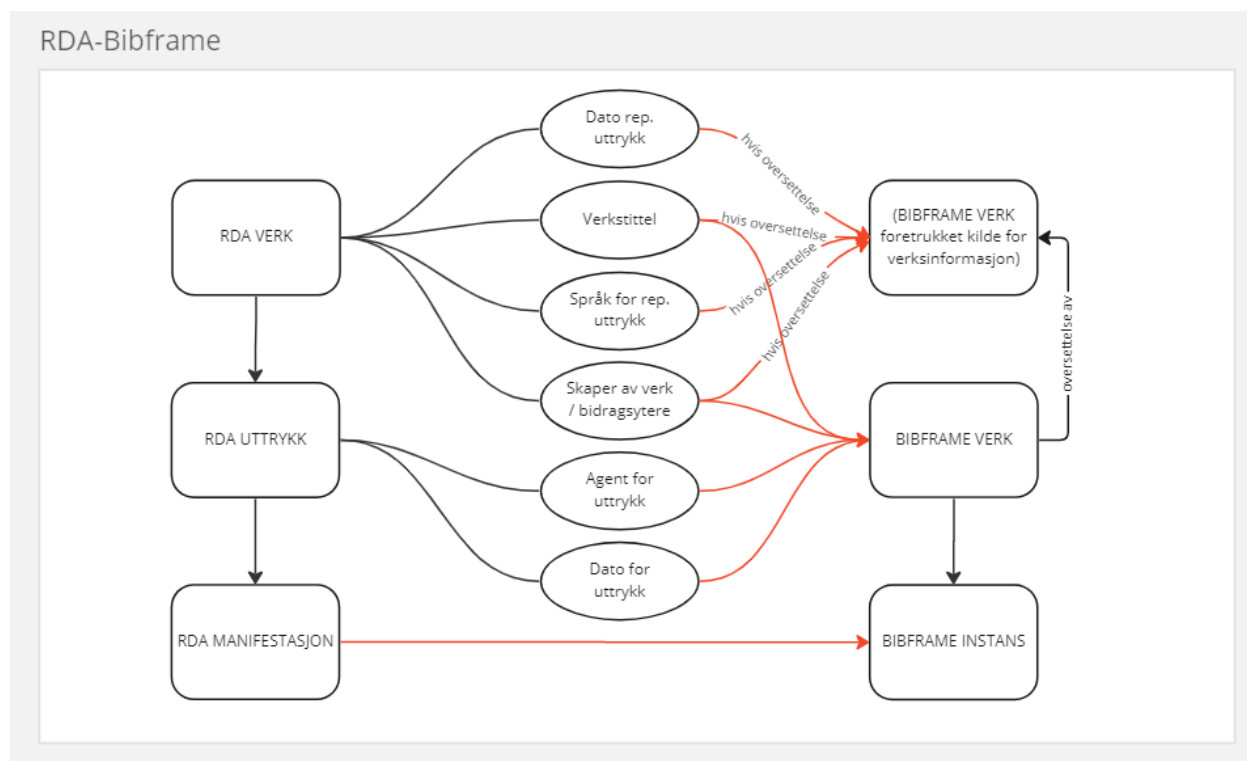 RDA-Bibframe
Dato rep.
uttrykk
hvis oversettelse
RDA VERK
Verkstittel
hvis oversettelse
(BIBFRAME VERK
foretrukket kilde for
verksinformasjon)
Språk for rep.
uttrykk
hvis oversettelse
hvis oversettelse
oversettelse av
Skaper av verk
/ bidragsytere
RDA UTTRYKK
BIBFRAME VERK
Agent for
uttrykk
Dato for
uttrykk
RDA MANIFESTASJON
BIBFRAME INSTANS